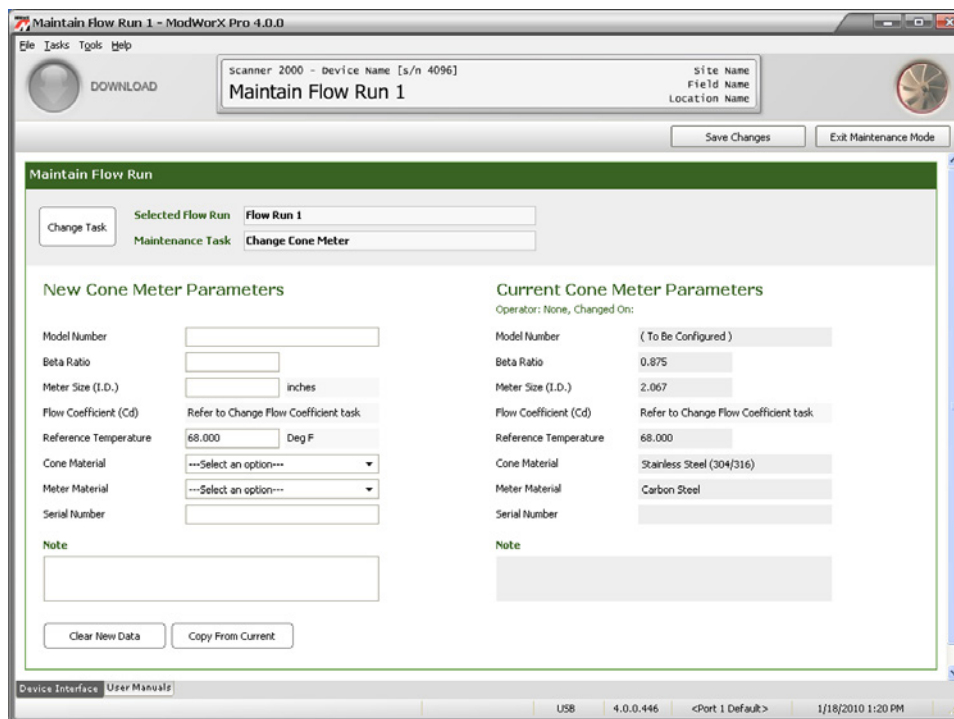 Maintain Flow Run 1 - ModWorX Pro 4.0.0
File Tasks Tools Help
DOWNLOAD
Scanner 2000 - Device Name [s/n 4096]
Maintain Flow Run 1
Site Name
Field Name
Location Name
Save Changes
Exit Maintenance Mode
Maintain Flow Run
Change Task
Selected Flow Run Flow Run 1
Maintenance Task Change Cone Meter
New Cone Meter Parameters
Model Number
Beta Ratio
Meter Size (I.D.) inches
Flow Coefficient (Cd) Refer to Change Flow Coefficient task
Reference Temperature 68.000 Deg F
Cone Material ---Select an option---
Meter Material ---Select an option---
Serial Number
Note
Clear New Data Copy From Current
Current Cone Meter Parameters
Operator: None, Changed On:
Model Number ( To Be Configured )
Beta Ratio 0.875
Meter Size (I.D.) 2.067
Flow Coefficient (Cd) Refer to Change Flow Coefficient task
Reference Temperature 68.000
Cone Material Stainless Steel (304/316)
Meter Material Carbon Steel
Serial Number
Note
Device Interface User Manuals
USB 4.0.0.446 <Port 1 Default> 1/18/2010 1:20 PM